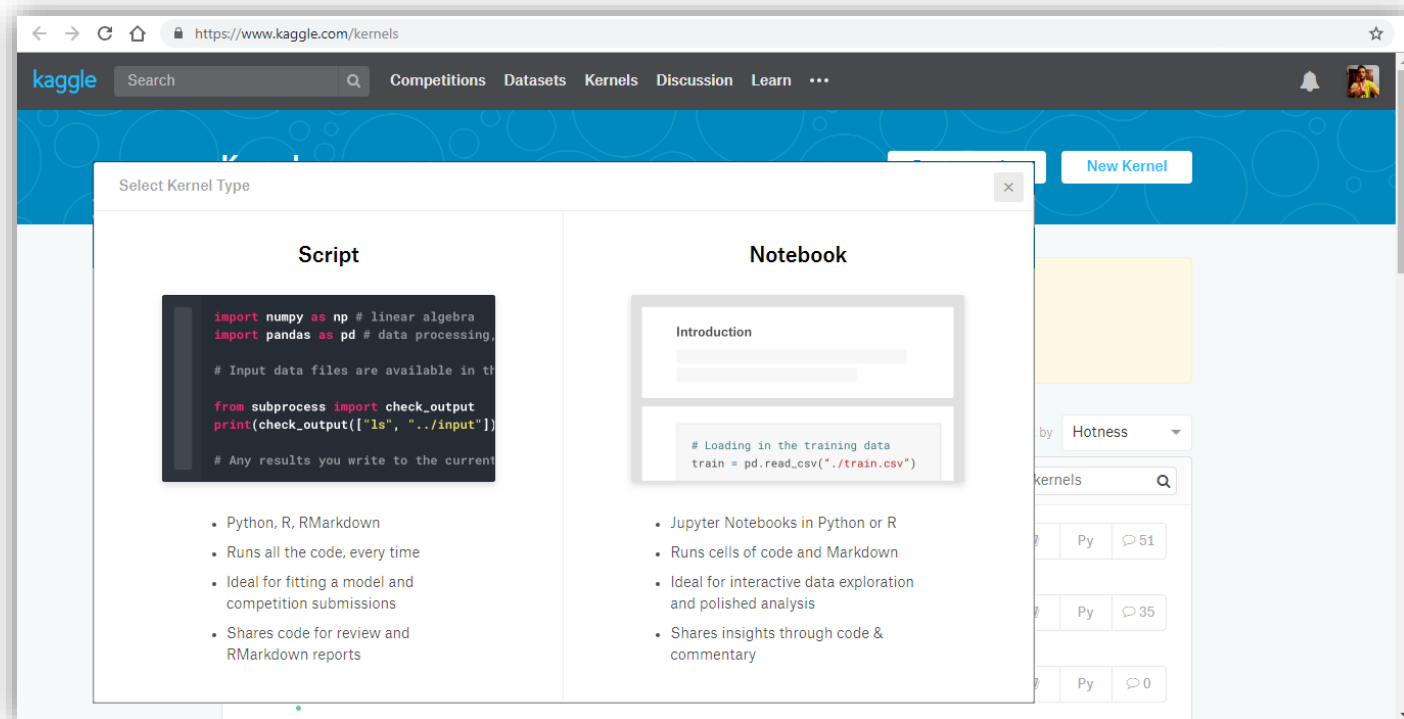 https://www.kaggle.com/kernels
kaggle Search Competitions Datasets Kernels Discussion Learn •••
New Kernel
Select Kernel Type ×
Script
import numpy as np # linear algebra
import pandas as pd # data processing,
# Input data files are available in th
from subprocess import check_output
print(check_output(["ls", "../input"])
# Any results you write to the current
• Python, R, RMarkdown
• Runs all the code, every time
• Ideal for fitting a model and
competition submissions
• Shares code for review and
RMarkdown reports
Notebook
Introduction
# Loading in the training data
train = pd.read_csv("./train.csv")
• Jupyter Notebooks in Python or R
• Runs cells of code and Markdown
• Ideal for interactive data exploration
and polished analysis
• Shares insights through code &
commentary
by Hotness
kernels
Py 51
Py 35
Py 0